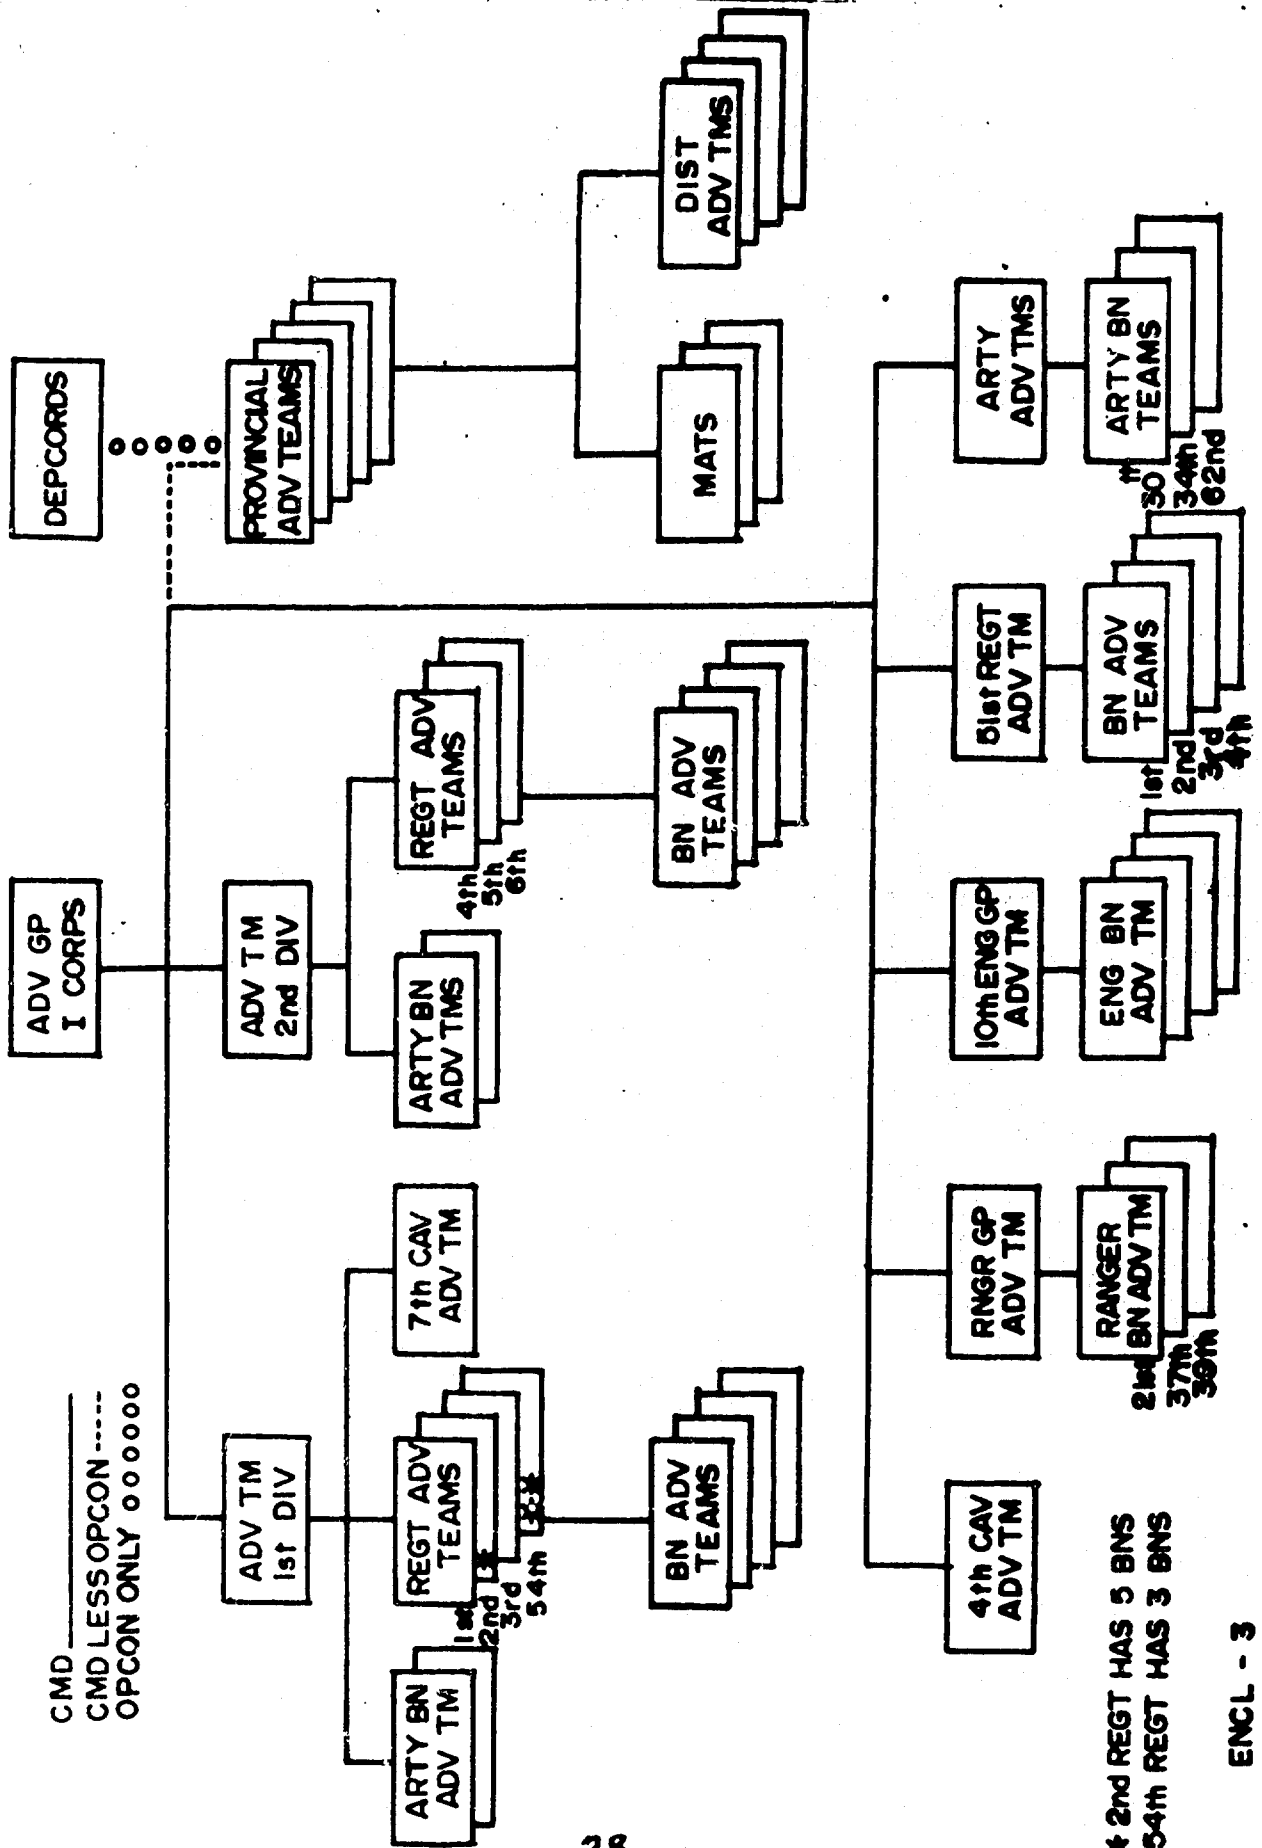 CMD
CMD LESS OPCON
OPCON ONLY
ADV GP
I CORPS
DEPCORDS
ADV TM
1st DIV
ADV TM
2nd DIV
PROVINCIAL
ADV TEAMS
ARTY BN
ADV TM
REGT ADV
TEAMS
1st
2nd *
3rd
54th **
7th CAV
ADV TM
ARTY BN
ADV TMS
REGT ADV
TEAMS
4th
5th
6th
BN ADV
TEAMS
BN ADV
TEAMS
MATS
DIST
ADV TMS
4th CAV
ADV TM
RNGR GP
ADV TM
10th ENG GP
ADV TM
51st REGT
ADV TM
ARTY
ADV TMS
RANGER
BN ADV TM
21st
37th
39th
ENG BN
ADV TM
BN ADV
TEAMS
1st
2nd
3rd
4th
ARTY BN
TEAMS
30th
34th
62nd
* 2nd REGT HAS 5 BNS
54th REGT HAS 3 BNS
ENCL - 3
28